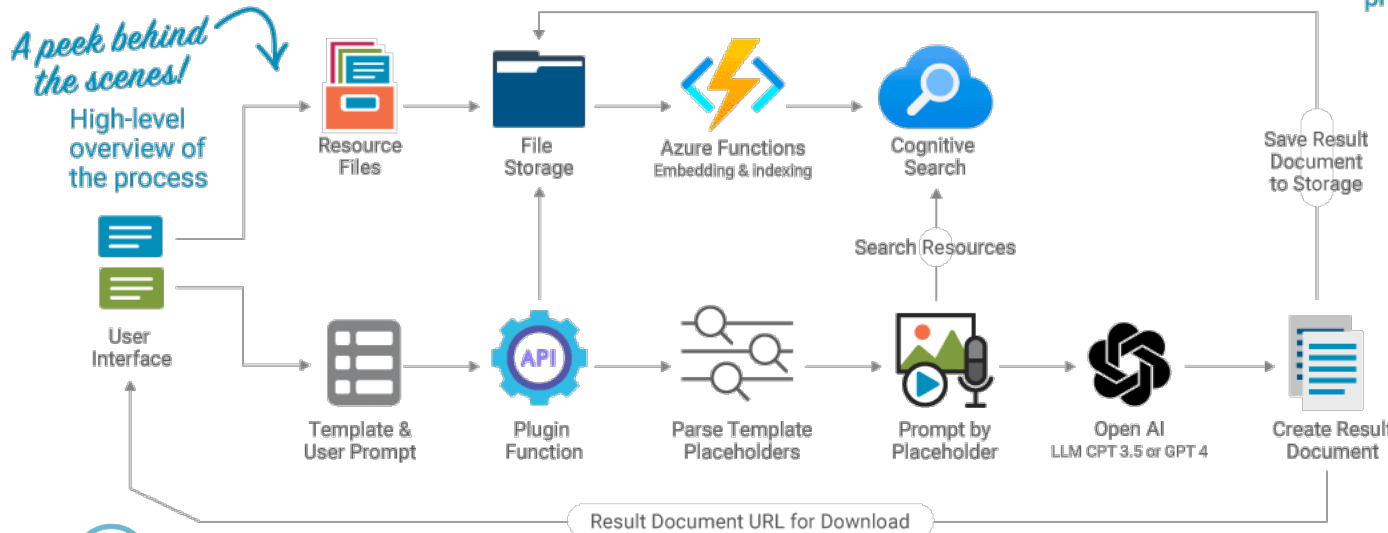 A peek behind
the scenes!
High-level
overview of
the process
Resource
Files
File
Storage
Azure Functions
Embedding & indexing
Cognitive
Search
Save Result
Document
to Storage
Search Resources
User
Interface
API
Template &
User Prompt
Plugin
Function
Parse Template
Placeholders
Prompt by
Placeholder
Open AI
LLM CPT 3.5 or GPT 4
Create Result
Document
Result Document URL for Download